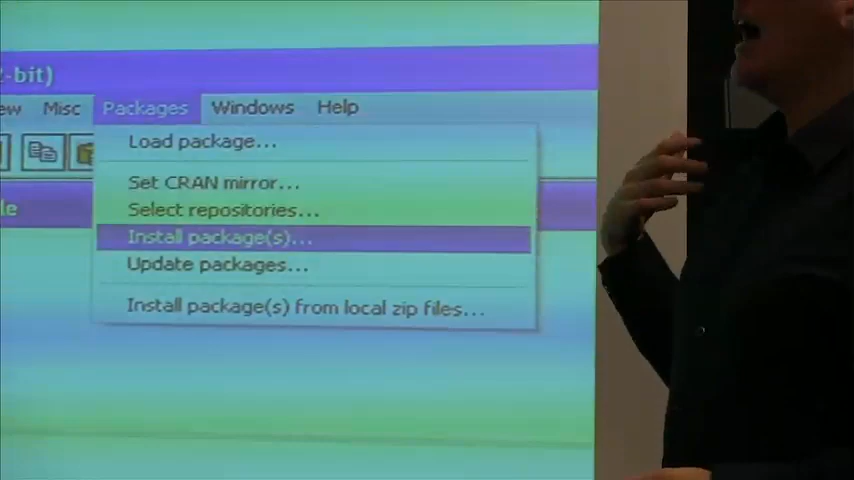 2-bit)
ew Misc Packages Windows Help
Load package...
Set CRAN mirror...
Select repositories...
Install package(s)...
Update packages...
Install package(s) from local zip files...
le